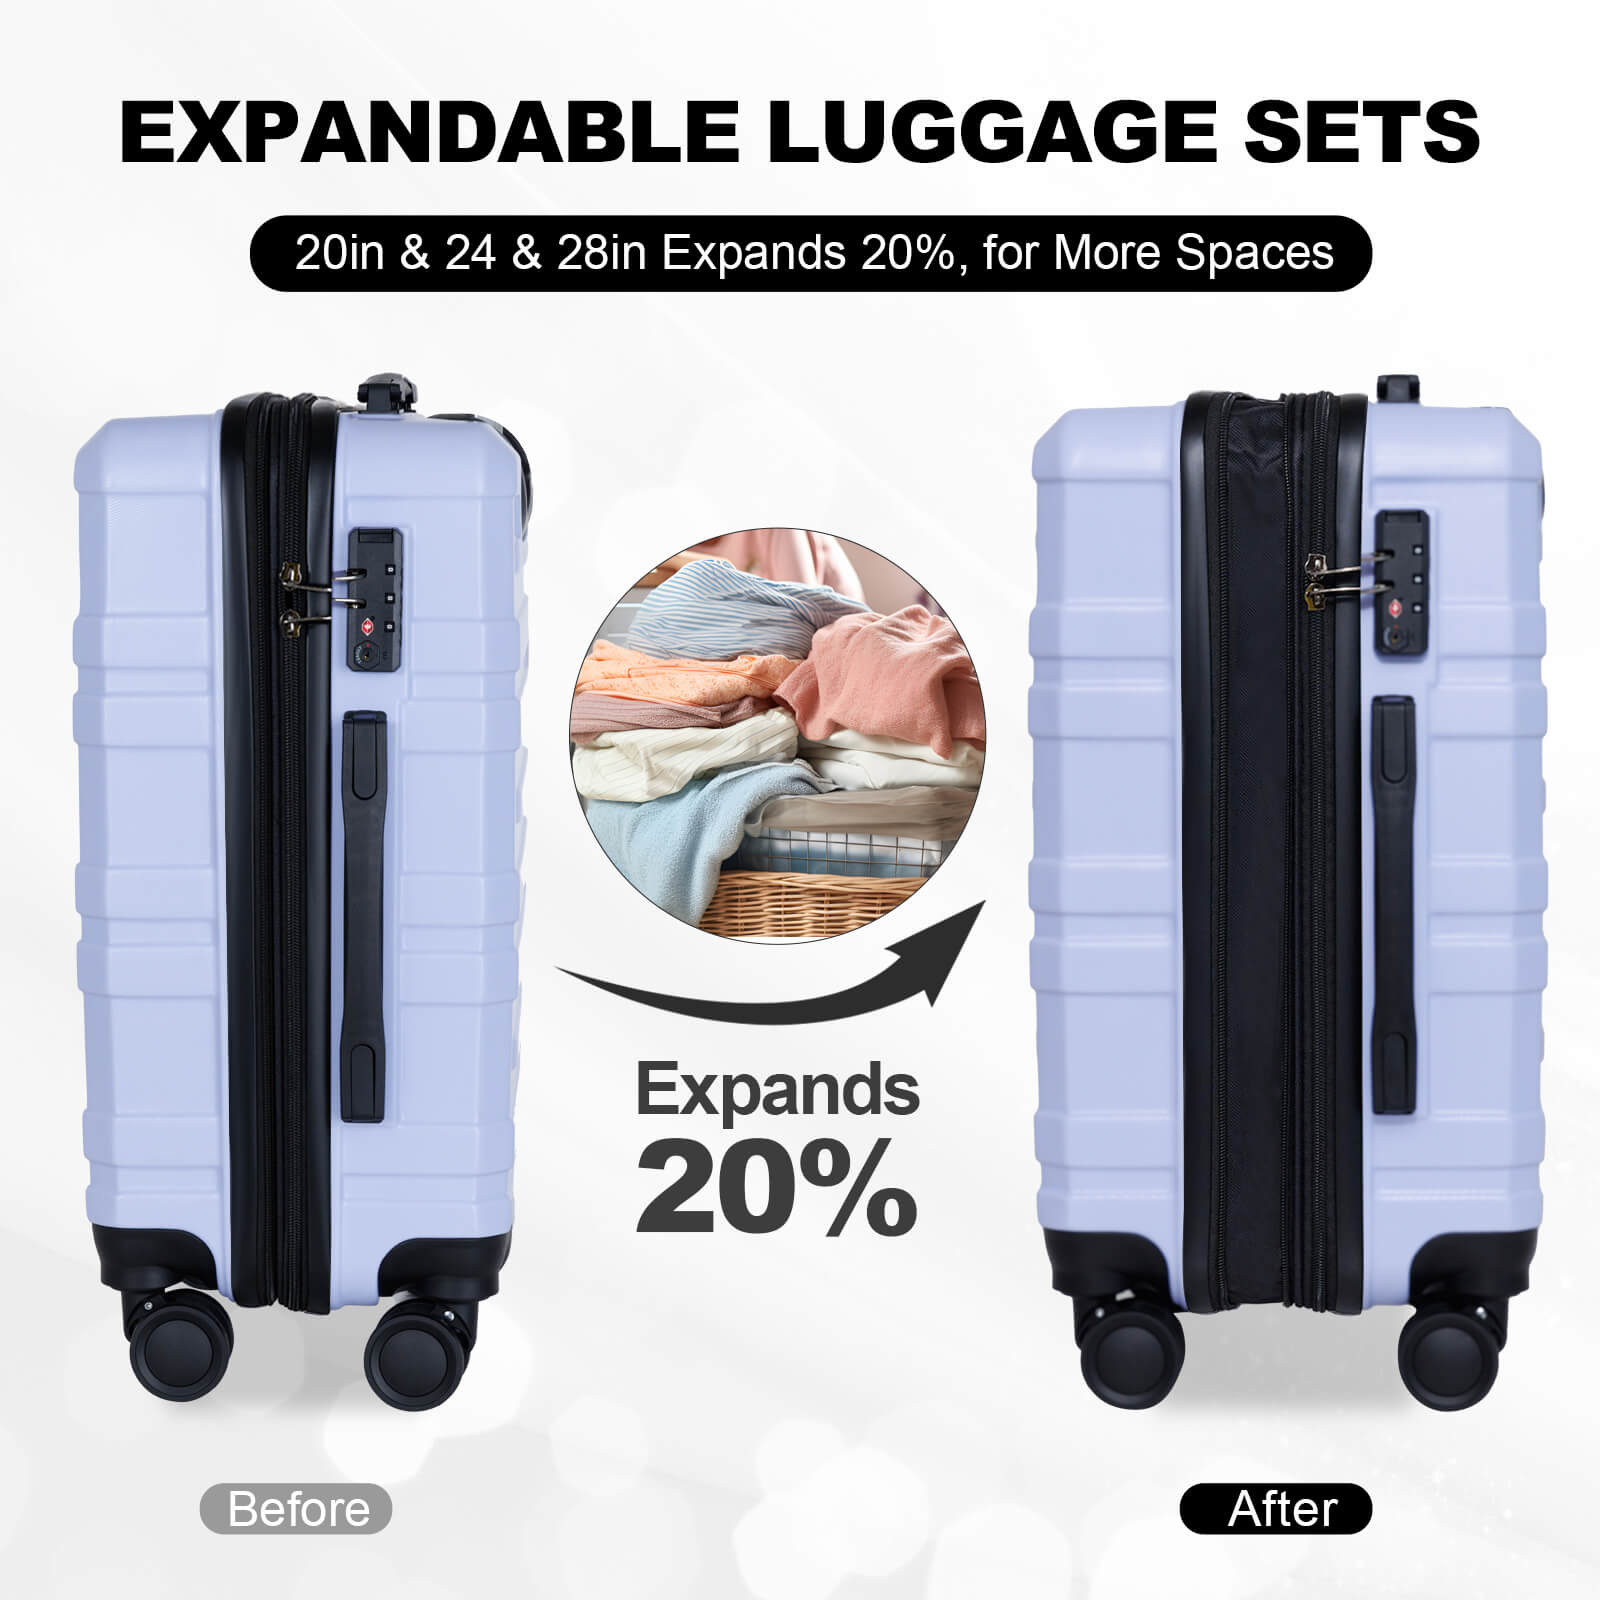 EXPANDABLE LUGGAGE SETS
20in & 24 & 28in Expands 20%, for More Spaces
Expands
20%
Before
After